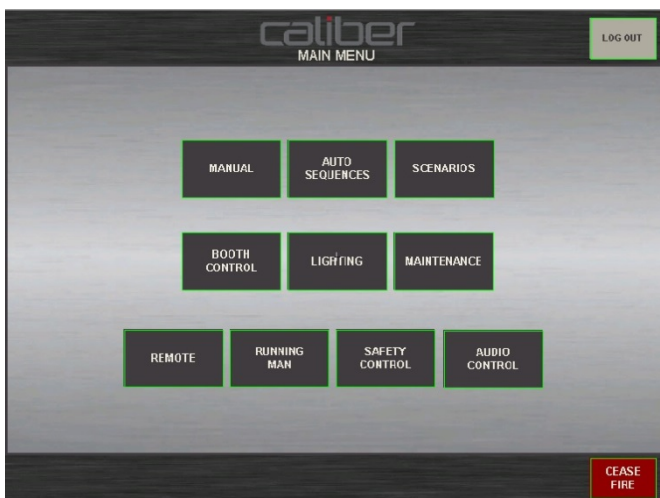 caliber
MAIN MENU
LOG OUT
MANUAL
AUTO
SEQUENCES
SCENARIOS
BOOTH
CONTROL
LIGHTING
MAINTENANCE
REMOTE
RUNNING
MAN
SAFETY
CONTROL
AUDIO
CONTROL
CEASE
FIRE